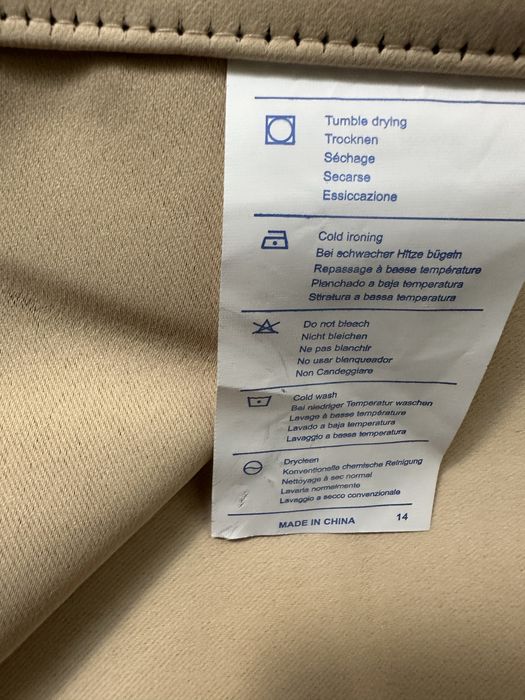 Tumble drying
Trocknen
Séchage
Secarse
Essiccazione
Cold ironing
Bei schwacher Hitze bügeln
Repassage à basse température
Planchado a baja temperatura
Stiratura a bassa temperatura
Do not bleach
Nicht bleichen
Ne pas blanchir
No usar blanqueador
Non Candeggiare
Cold wash
Bei niedriger Temperatur waschen
Lavage à basse température
Lavado a baja temperatura
Lavaggio a bassa temperatura
Dryclean
Konventionelle chemische Reinigung
Nettoyage à sec normal
Lavaria normalmente
Lavaggio a secco convenzionale
MADE IN CHINA 14